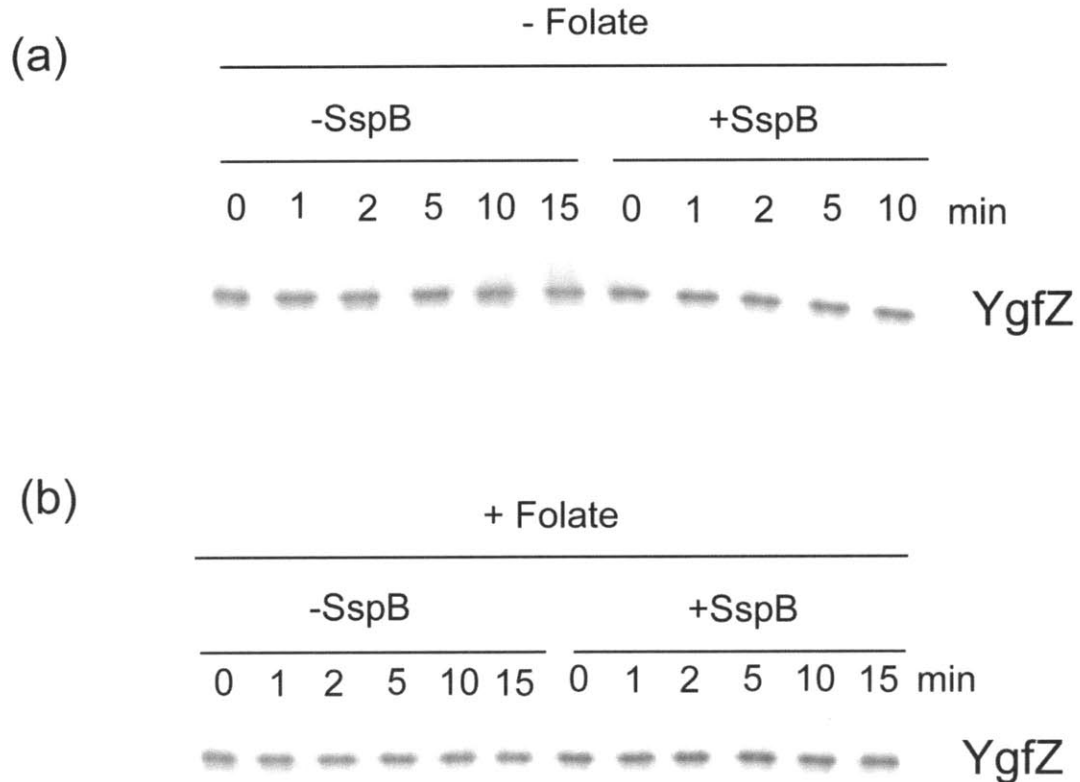 (a)
- Folate
-SspB +SspB
0 1 2 5 10 15 0 1 2 5 10 min
YgfZ
(b)
+ Folate
-SspB +SspB
0 1 2 5 10 15 0 1 2 5 10 15 min
YgfZ